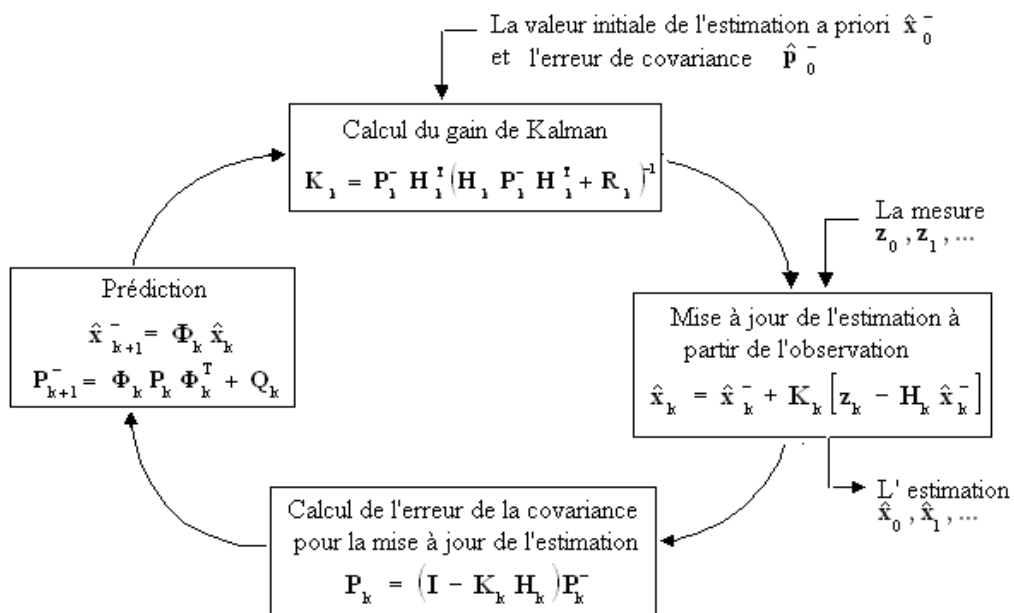 La valeur initiale de l'estimation a priori x̂₀⁻
et l'erreur de covariance p̂₀⁻
Calcul du gain de Kalman
Kₖ = Pₖ⁻ Hₖᵀ (Hₖ Pₖ⁻ Hₖᵀ + Rₖ)⁻¹
La mesure
z₀ , z₁ , ...
Mise à jour de l'estimation à
partir de l'observation
x̂ₖ = x̂ₖ⁻ + Kₖ [zₖ − Hₖ x̂ₖ⁻]
L' estimation
x̂₀ , x̂₁ , ...
Calcul de l'erreur de la covariance
pour la mise à jour de l'estimation
Pₖ = (I − Kₖ Hₖ)Pₖ⁻
Prédiction
x̂ₖ₊₁⁻ = Φₖ x̂ₖ
Pₖ₊₁⁻ = Φₖ Pₖ Φₖᵀ + Qₖ